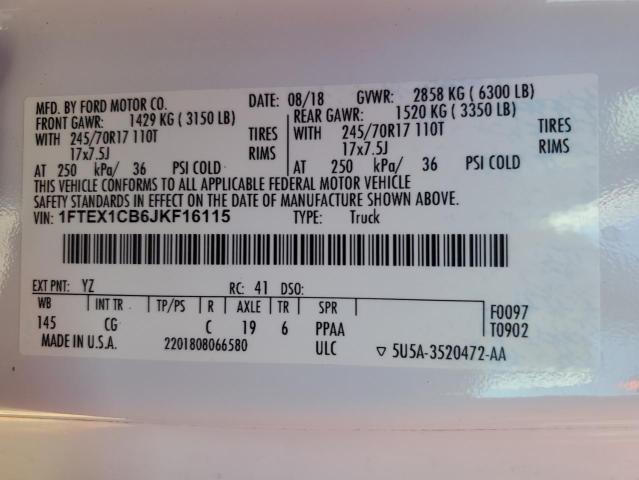 MFD. BY FORD MOTOR CO. DATE: 08/18 GVWR: 2858 KG ( 6300 LB)
FRONT GAWR: 1429 KG ( 3150 LB) REAR GAWR: 1520 KG ( 3350 LB)
WITH 245/70R17 110T TIRES WITH 245/70R17 110T TIRES
17x7.5J RIMS 17x7.5J RIMS
AT 250 kPa/ 36 PSI COLD AT 250 kPa/ 36 PSI COLD
THIS VEHICLE CONFORMS TO ALL APPLICABLE FEDERAL MOTOR VEHICLE
SAFETY STANDARDS IN EFFECT ON THE DATE OF MANUFACTURE SHOWN ABOVE.
VIN: 1FTEX1CB6JKF16115 TYPE: Truck
EXT PNT: YZ RC: 41 DSO:
WB INT TR TP/PS R AXLE TR SPR F0097
145 CG C 19 6 PPAA T0902
MADE IN U.S.A. 2201808066580 ULC ▽ 5U5A-3520472-AA